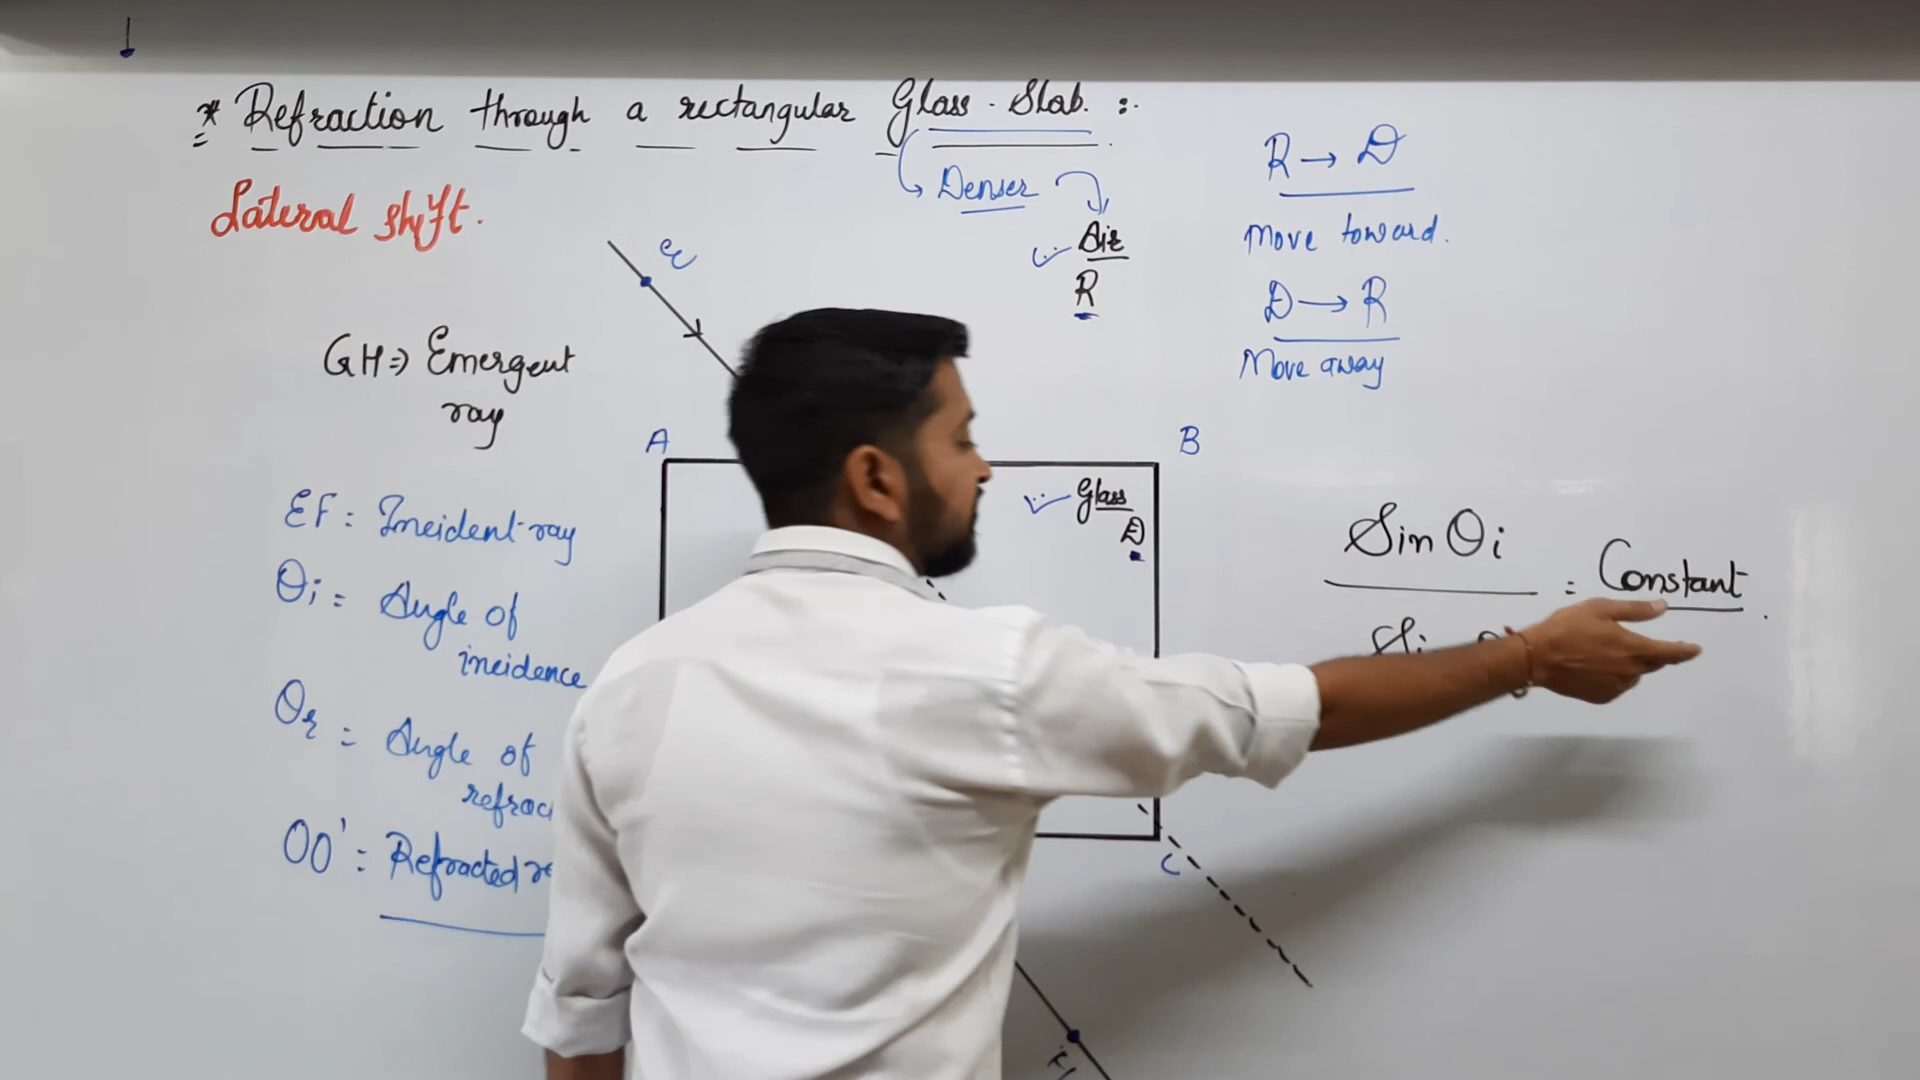 * Refraction through a rectangular Glass. Slab. :-
Lateral shift.
Denser
Air
R
R → D
Move toward.
D → R
Move away
E
GH => Emergent
ray
A
B
Glass
D
EF = Incident ray
Θi = Angle of
incidence
Θr = Angle of
OO' = Refracted
Sin Θi
= Constant
C